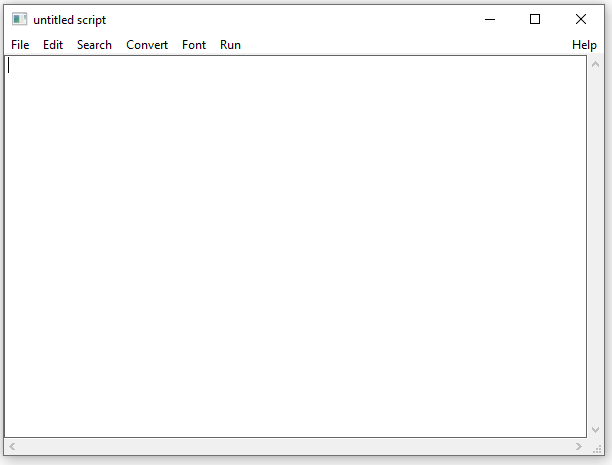 untitled script
File Edit Search Convert Font Run Help